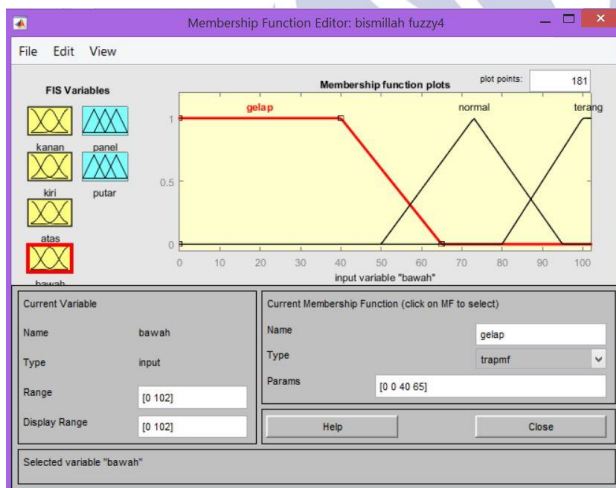 Membership Function Editor: bismillah fuzzy4
File Edit View
FIS Variables
kanan
panel
kiri
putar
atas
bawah
Membership function plots
plot points: 181
gelap
normal
terang
1
0.5
0
0 10 20 30 40 50 60 70 80 90 100
input variable "bawah"
Current Variable
Name bawah
Type input
Range [0 102]
Display Range [0 102]
Current Membership Function (click on MF to select)
Name gelap
Type trapmf
Params [0 0 40 65]
Help
Close
Selected variable "bawah"